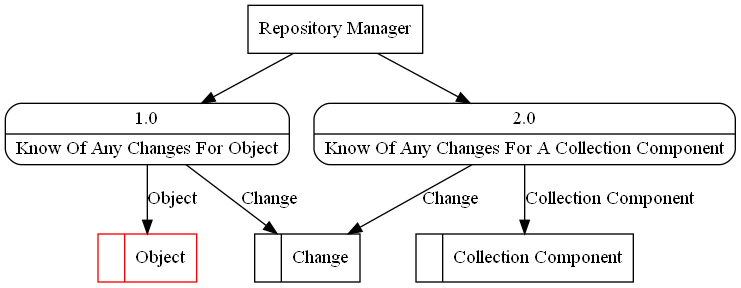 Repository Manager
1.0
Know Of Any Changes For Object
2.0
Know Of Any Changes For A Collection Component
Object
Change
Change
Collection Component
Object
Change
Collection Component